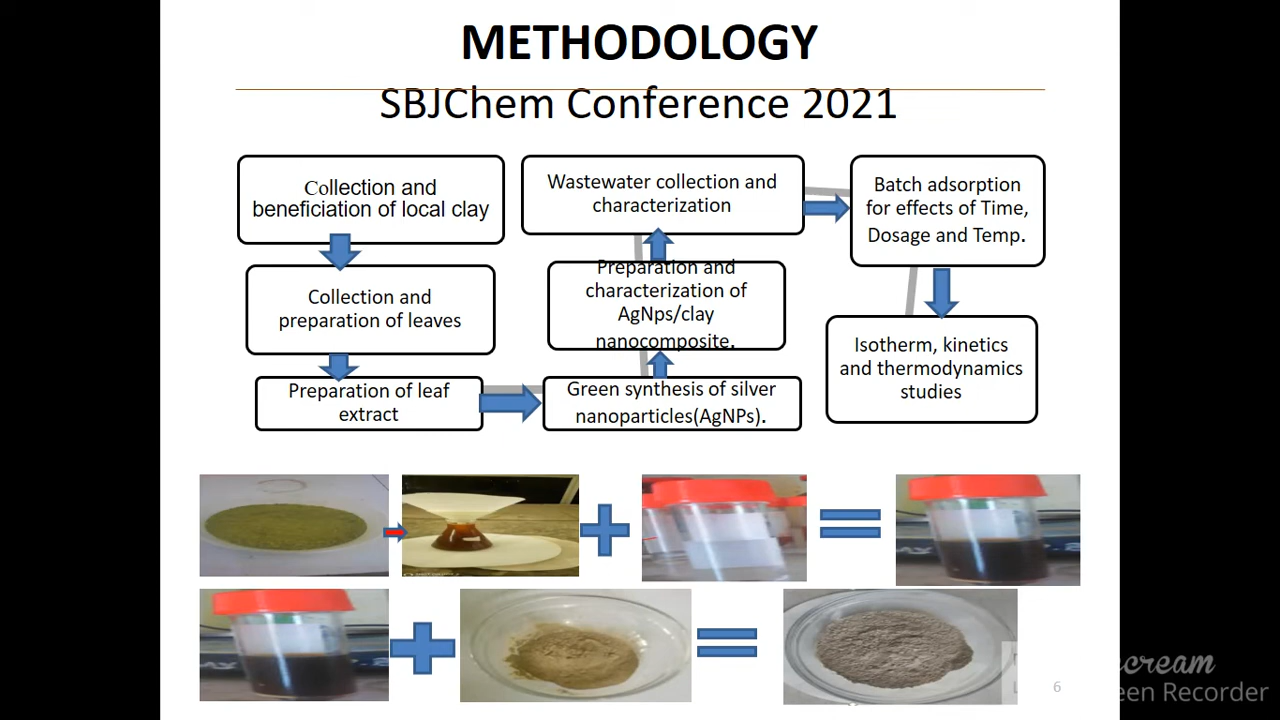 METHODOLOGY
SBJChem Conference 2021
Collection and
beneficiation of local clay
Collection and
preparation of leaves
Preparation of leaf
extract
Green synthesis of silver
nanoparticles(AgNPs).
Preparation and
characterization of
AgNps/clay
nanocomposite.
Wastewater collection and
characterization
Batch adsorption
for effects of Time,
Dosage and Temp.
Isotherm, kinetics
and thermodynamics
studies
6